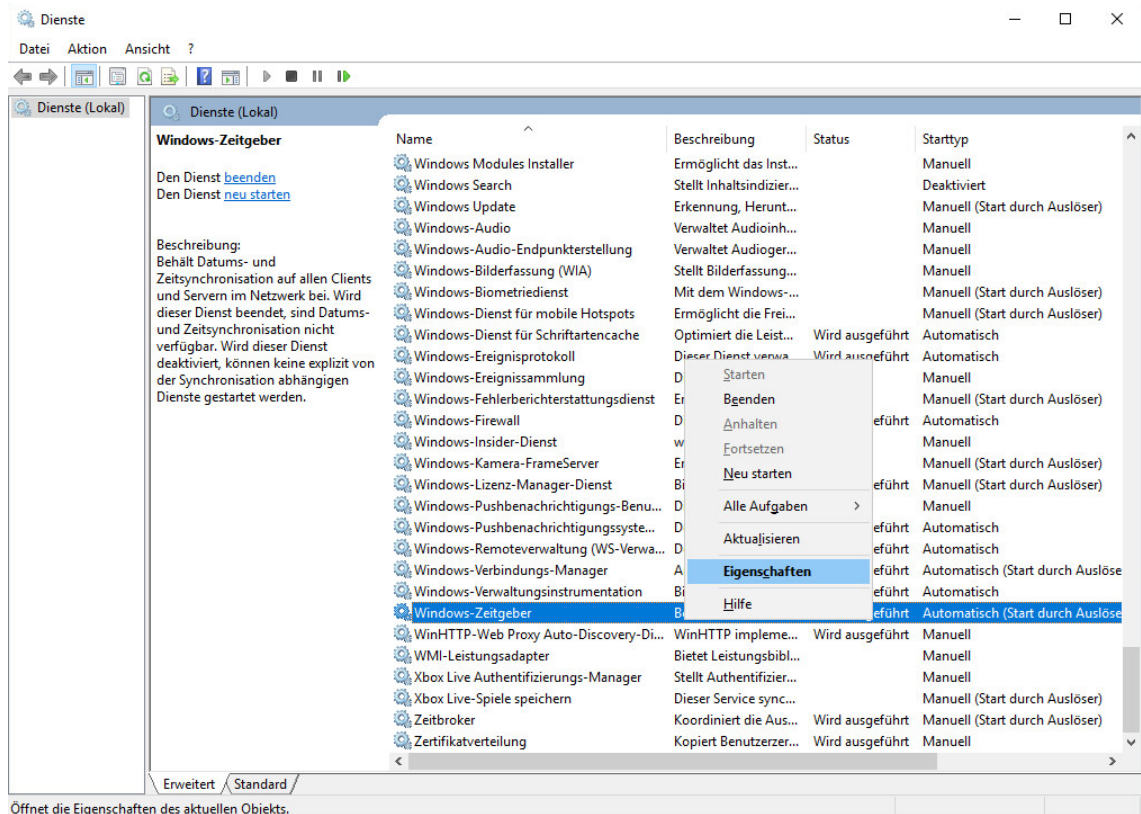 Dienste
Datei Aktion Ansicht ?
Dienste (Lokal)
Dienste (Lokal)
Windows-Zeitgeber
Den Dienst beenden
Den Dienst neu starten
Beschreibung:
Behält Datums- und
Zeitsynchronisation auf allen Clients
und Servern im Netzwerk bei. Wird
dieser Dienst beendet, sind Datums-
und Zeitsynchronisation nicht
verfügbar. Wird dieser Dienst
deaktiviert, können keine explizit von
der Synchronisation abhängigen
Dienste gestartet werden.
Name Beschreibung Status Starttyp
Windows Modules Installer Ermöglicht das Inst... Manuell
Windows Search Stellt Inhaltsindizier... Deaktiviert
Windows Update Erkennung, Herunt... Manuell (Start durch Auslöser)
Windows-Audio Verwaltet Audioinh... Manuell
Windows-Audio-Endpunkterstellung Verwaltet Audioger... Manuell
Windows-Bilderfassung (WIA) Stellt Bilderfassung... Manuell
Windows-Biometriedienst Mit dem Windows-... Manuell (Start durch Auslöser)
Windows-Dienst für mobile Hotspots Ermöglicht die Frei... Manuell (Start durch Auslöser)
Windows-Dienst für Schriftartencache Optimiert die Leist... Wird ausgeführt Automatisch
Windows-Ereignisprotokoll Dieser Dienst verwa... Wird ausgeführt Automatisch
Windows-Ereignissammlung D Manuell
Windows-Fehlerberichterstattungsdienst Er Manuell (Start durch Auslöser)
Windows-Firewall D eführt Automatisch
Windows-Insider-Dienst w Manuell
Windows-Kamera-FrameServer Er Manuell (Start durch Auslöser)
Windows-Lizenz-Manager-Dienst Bi eführt Manuell (Start durch Auslöser)
Windows-Pushbenachrichtigungs-Benu... D Manuell
Windows-Pushbenachrichtigungssyste... D eführt Automatisch
Windows-Remoteverwaltung (WS-Verwa... D eführt Automatisch
Windows-Verbindungs-Manager A eführt Automatisch (Start durch Auslöse
Windows-Verwaltungsinstrumentation Bi eführt Automatisch
Windows-Zeitgeber Be eführt Automatisch (Start durch Auslöse
WinHTTP-Web Proxy Auto-Discovery-Di... WinHTTP impleme... Wird ausgeführt Manuell
WMI-Leistungsadapter Bietet Leistungsbibl... Manuell
Xbox Live Authentifizierungs-Manager Stellt Authentifizier... Manuell
Xbox Live-Spiele speichern Dieser Service sync... Manuell (Start durch Auslöser)
Zeitbroker Koordiniert die Aus... Wird ausgeführt Manuell (Start durch Auslöser)
Zertifikatverteilung Kopiert Benutzerzer... Wird ausgeführt Manuell
Starten
Beenden
Anhalten
Fortsetzen
Neu starten
Alle Aufgaben
Aktualisieren
Eigenschaften
Hilfe
Erweitert Standard
Öffnet die Eigenschaften des aktuellen Objekts.